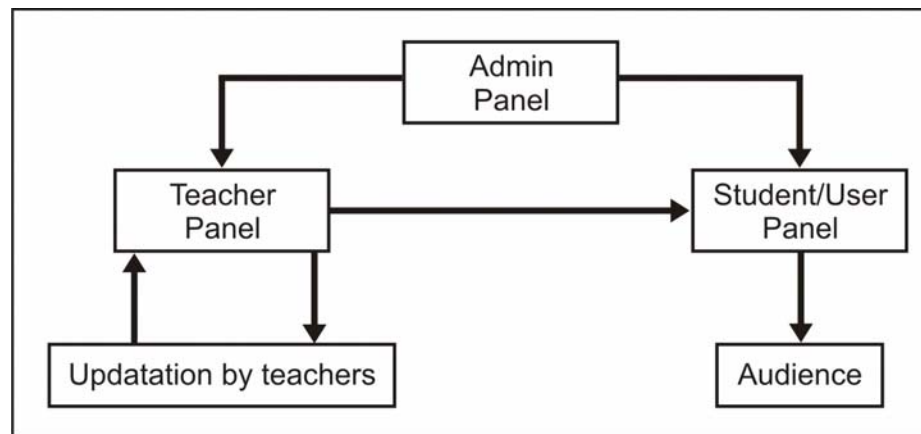 Admin
Panel
Teacher
Panel
Student/User
Panel
Updatation by teachers
Audience